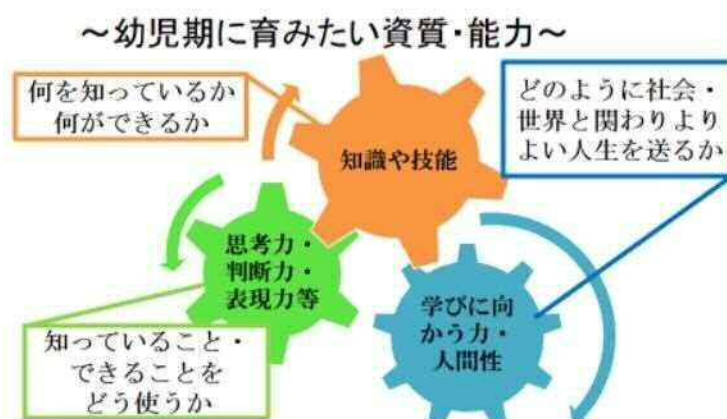 ～幼児期に育みたい資質・能力～
何を知っているか
何ができるか
知識や技能
どのように社会・
世界と関わりより
よい人生を送るか
思考力・
判断力・
表現力等
学びに向
かう力・
人間性
知っていること・
できることを
どう使うか